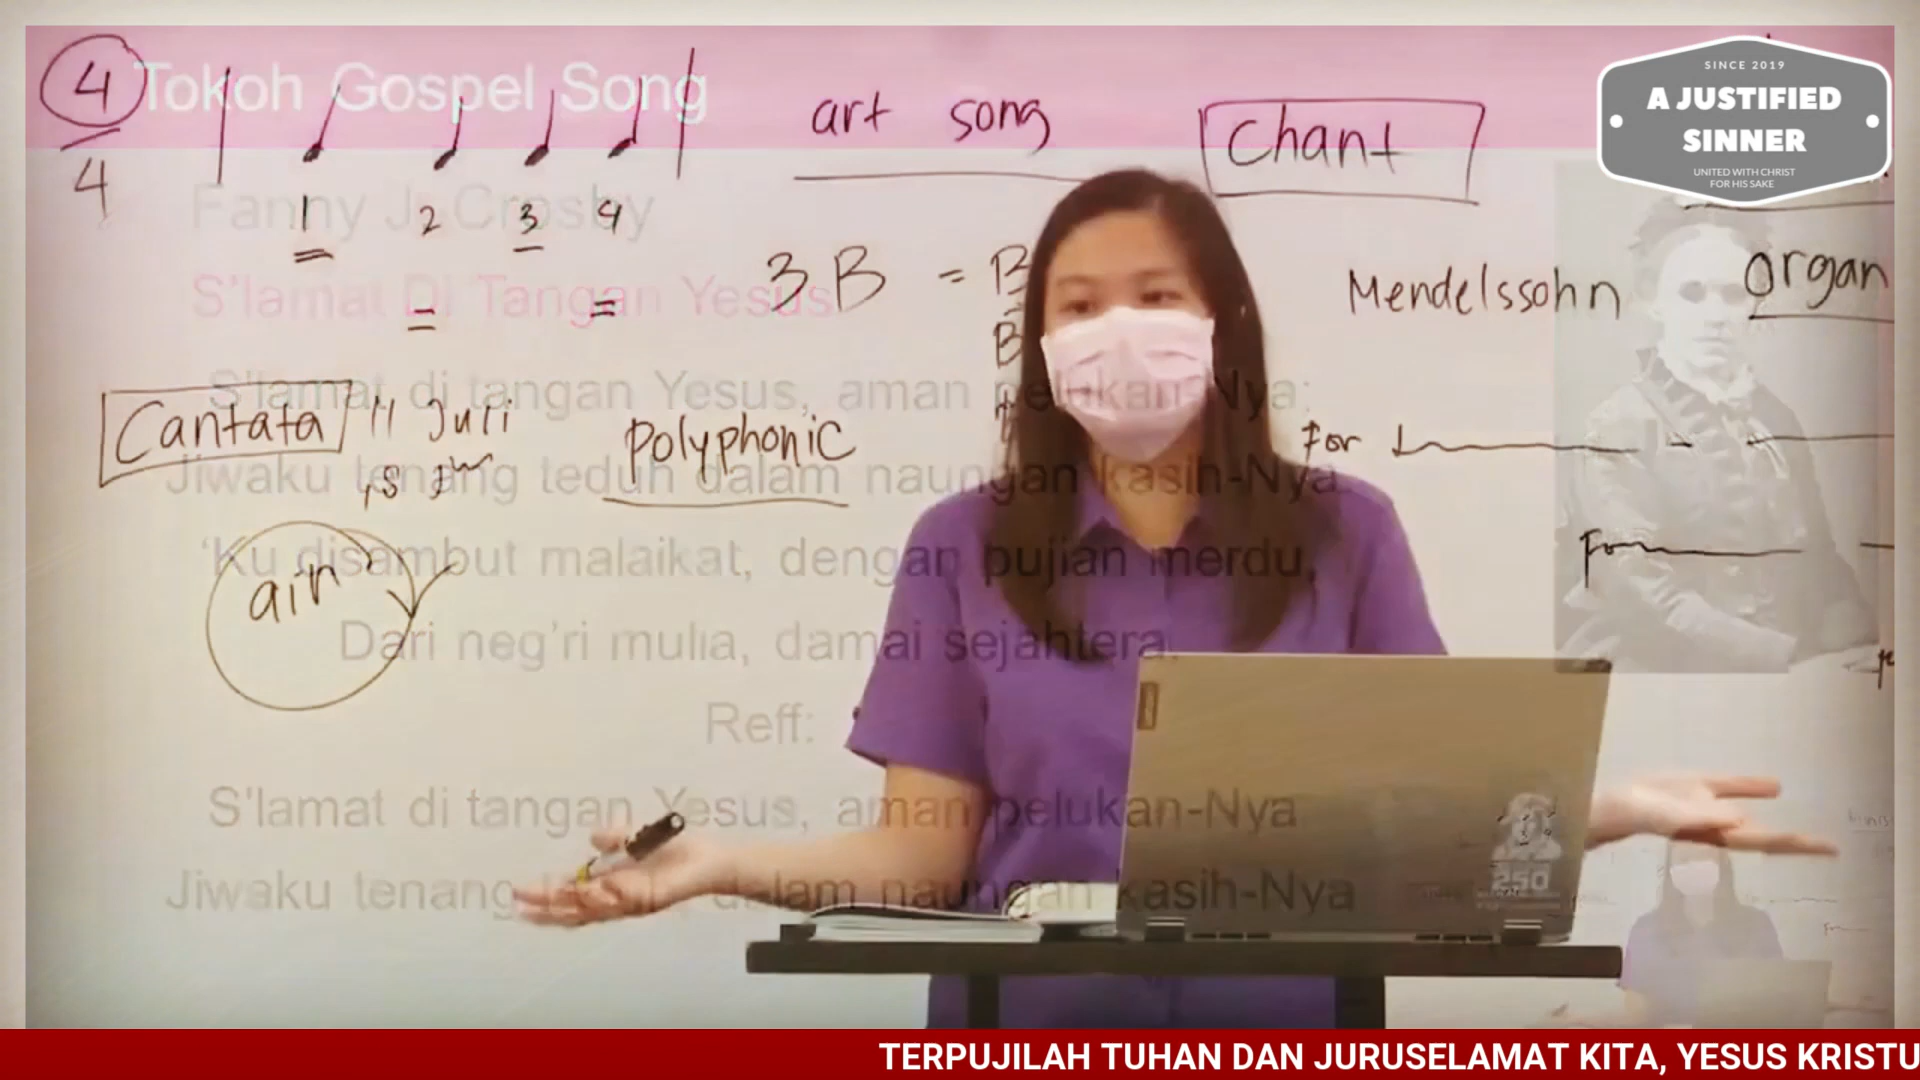 4
4
1 2 3 4
art song
Chant
3B = B
B
Mendelssohn
Organ
Cantata 11 Juli
Polyphonic
For
For
Tokoh Gospel Song
Fanny J. Crosby
S'lamat Di Tangan Yesus
S'lamat di tangan Yesus, aman pelukan-Nya;
Jiwaku tenang teduh dalam naungan kasih-Nya.
'Ku disambut malaikat, dengan pujian merdu,
Dari neg'ri mulia, damai sejahtera.
Reff:
S'lamat di tangan Yesus, aman pelukan-Nya
Jiwaku tenang dalam naungan kasih-Nya
SINCE 2019
A JUSTIFIED
SINNER
UNITED WITH CHRIST
FOR HIS SAKE
250
TERPUJILAH TUHAN DAN JURUSELAMAT KITA, YESUS KRISTU